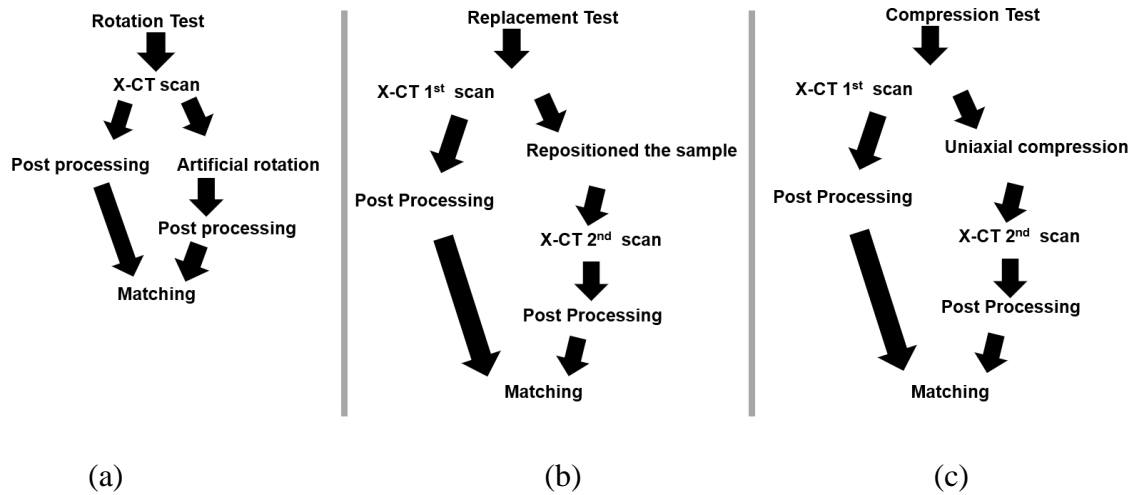 Rotation Test
X-CT scan
Post processing
Artificial rotation
Post processing
Matching
(a)
Replacement Test
X-CT 1st scan
Repositioned the sample
Post Processing
X-CT 2nd scan
Post Processing
Matching
(b)
Compression Test
X-CT 1st scan
Uniaxial compression
Post Processing
X-CT 2nd scan
Post Processing
Matching
(c)